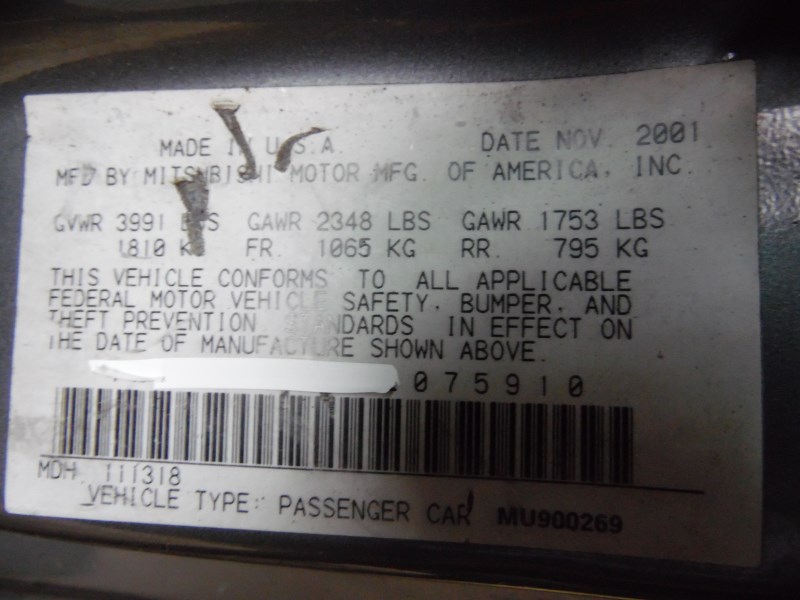 MADE IN U.S.A. DATE NOV. 2001
MFD BY MITSUBISHI MOTOR MFG. OF AMERICA, INC.
GVWR 3991 LBS GAWR 2348 LBS GAWR 1753 LBS
1810 KG FR. 1065 KG RR. 795 KG
THIS VEHICLE CONFORMS TO ALL APPLICABLE
FEDERAL MOTOR VEHICLE SAFETY, BUMPER, AND
THEFT PREVENTION STANDARDS IN EFFECT ON
THE DATE OF MANUFACTURE SHOWN ABOVE.
075910
MDH 111318
VEHICLE TYPE: PASSENGER CAR MU900269